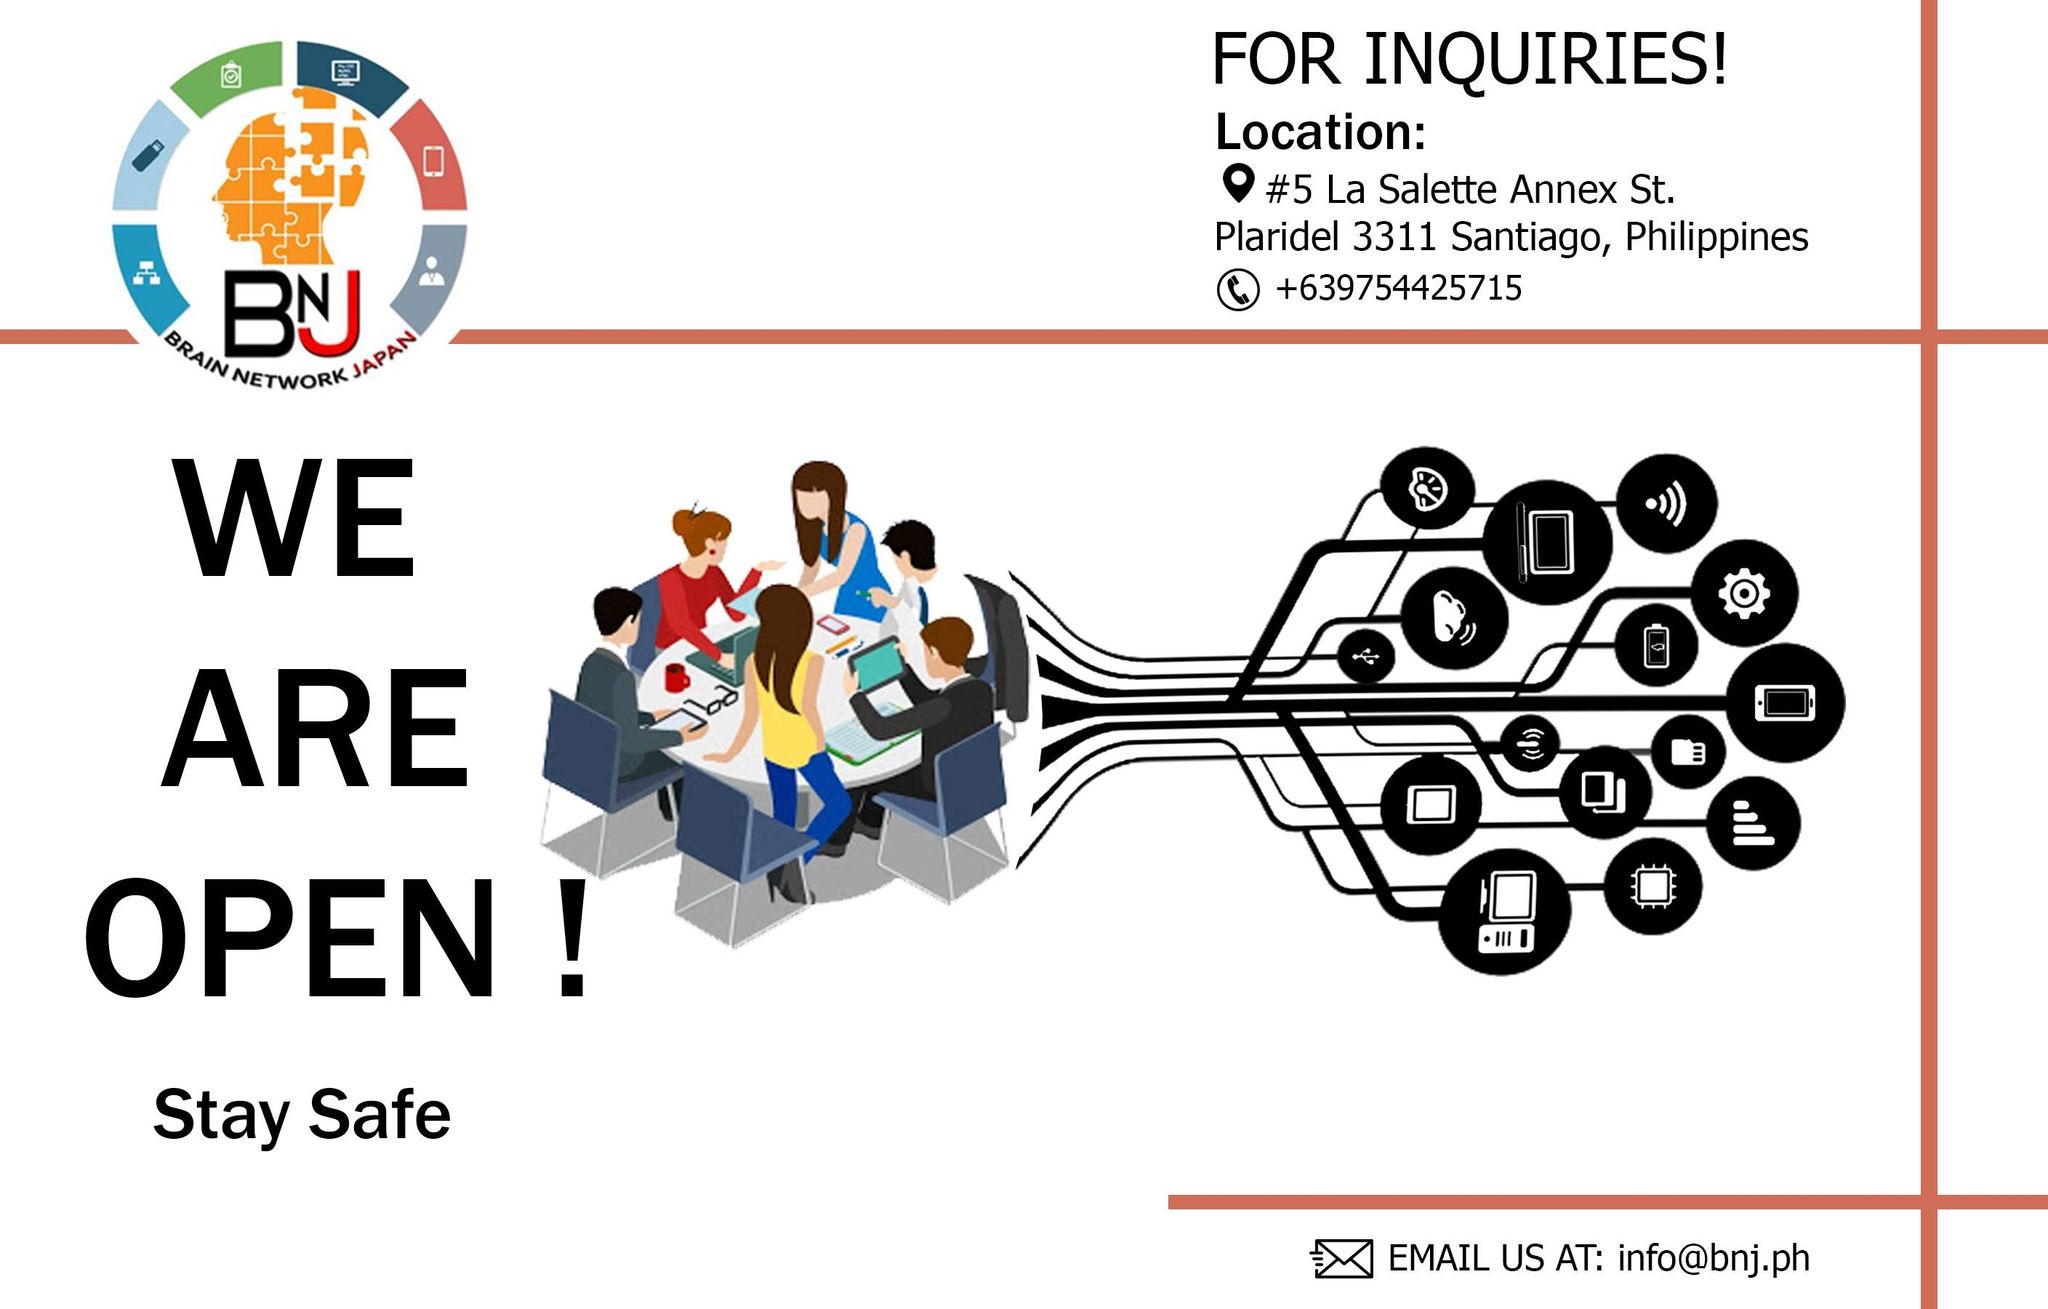 BNJ
BRAIN NETWORK JAPAN
FOR INQUIRIES!
Location:
#5 La Salette Annex St.
Plaridel 3311 Santiago, Philippines
+639754425715
WE
ARE
OPEN !
Stay Safe
EMAIL US AT: info@bnj.ph